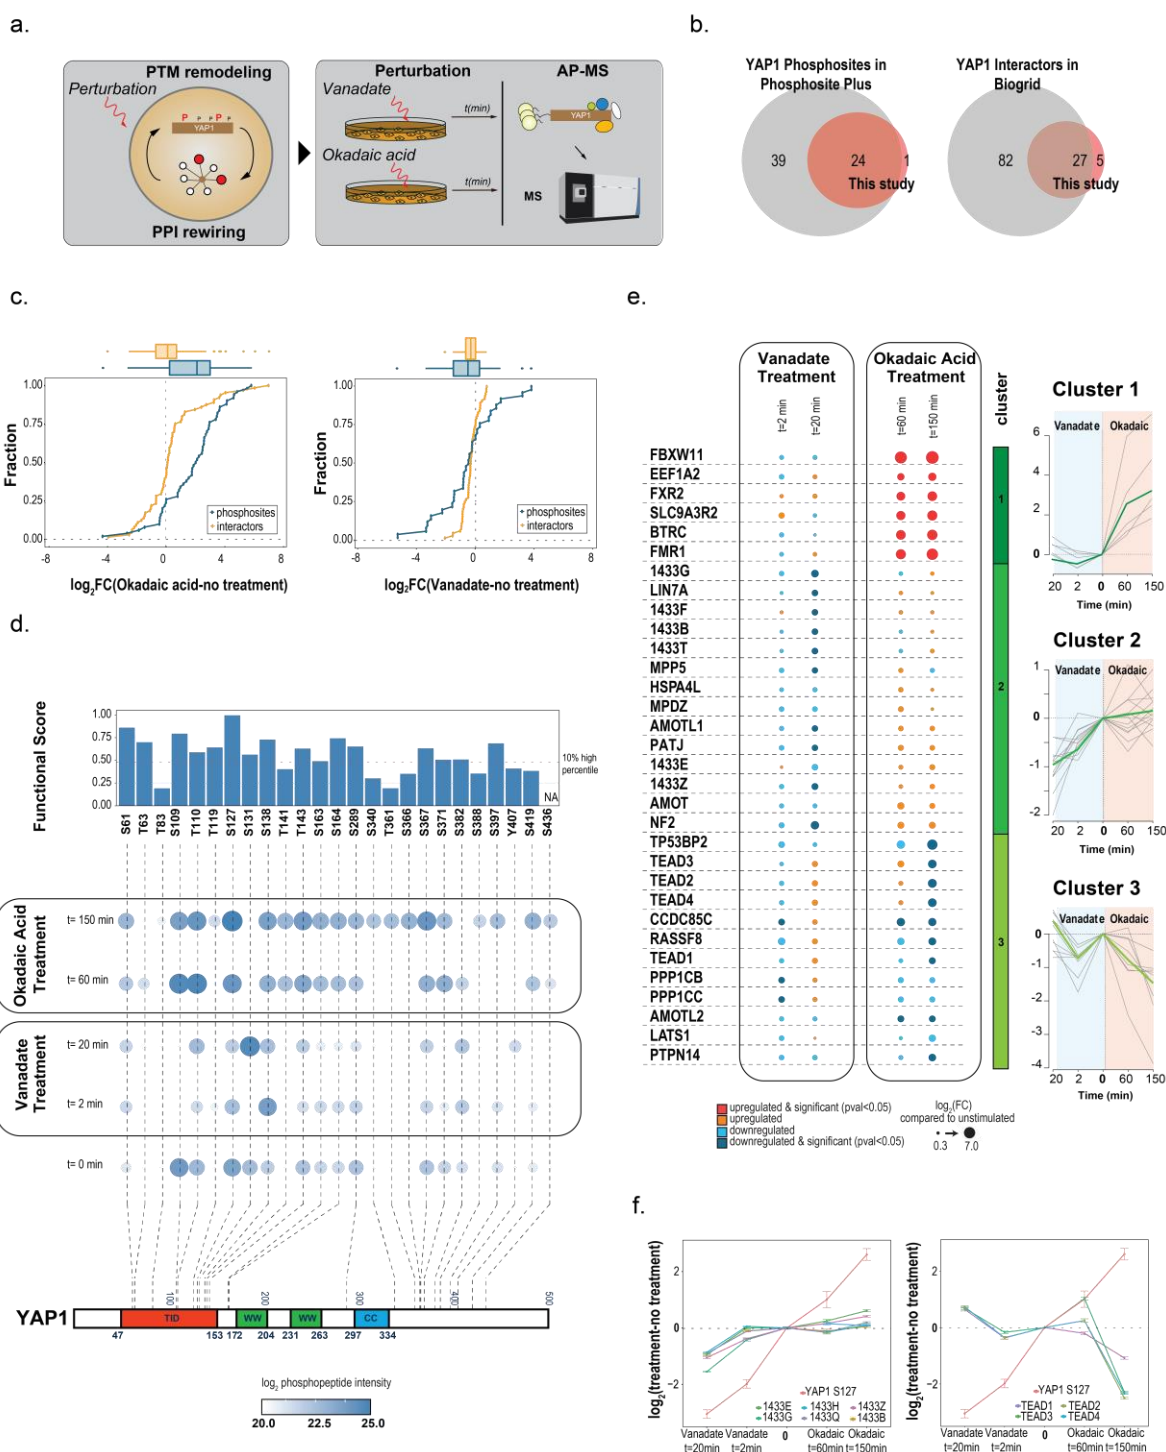 a.
PTM remodeling
Perturbation
P P P P P
YAP1
PPI rewiring
Perturbation
AP-MS
Vanadate
t(min)
Okadaic acid
t(min)
YAP1
MS
b.
YAP1 Phosphosites in
Phosphosite Plus
39
24
1
This study
YAP1 Interactors in
Biogrid
82
27
5
This study
c.
Fraction
1.00
0.75
0.50
0.25
0.00
phosphosites
interactors
-8
-4
0
4
8
log2FC(Okadaic acid-no treatment)
Fraction
1.00
0.75
0.50
0.25
0.00
phosphosites
interactors
-8
-4
0
4
8
log2FC(Vanadate-no treatment)
d.
Functional Score
1.00
0.75
0.50
0.25
0.00
10% high
percentile
NA
S61
T63
T83
S109
T110
T119
S127
S131
S138
T141
T143
S163
S164
S289
S340
T361
S366
S367
S371
S382
S388
S397
Y407
S419
S436
Okadaic Acid
Treatment
t= 150 min
t= 60 min
Vanadate
Treatment
t= 20 min
t= 2 min
t= 0 min
YAP1
100
200
300
400
500
TID
WW
WW
CC
47
153
172
204
231
263
297
334
log2 phosphopeptide intensity
20.0
22.5
25.0
e.
Vanadate
Treatment
Okadaic Acid
Treatment
t=2 min
t=20 min
t=60 min
t=150 min
cluster
FBXW11
EEF1A2
FXR2
SLC9A3R2
BTRC
FMR1
1433G
LIN7A
1433F
1433B
1433T
MPP5
HSPA4L
MPDZ
AMOTL1
PATJ
1433E
1433Z
AMOT
NF2
TP53BP2
TEAD3
TEAD2
TEAD4
CCDC85C
RASSF8
TEAD1
PPP1CB
PPP1CC
AMOTL2
LATS1
PTPN14
1
2
3
upregulated & significant (pval<0.05)
upregulated
downregulated
downregulated & significant (pval<0.05)
log2(FC)
compared to unstimulated
0.3
7.0
Cluster 1
Vanadate
Okadaic
6
4
2
0
20
2
0
60
150
Time (min)
Cluster 2
Vanadate
Okadaic
1
0
-1
-2
20
2
0
60
150
Time (min)
Cluster 3
Vanadate
Okadaic
0
-1
-2
-3
-4
20
2
0
60
150
Time (min)
f.
log2(treatment-no treatment)
2
0
-2
YAP1 S127
1433E
1433H
1433Z
1433G
1433Q
1433B
Vanadate
t=20min
Vanadate
t=2min
0
Okadaic
t=60min
Okadaic
t=150min
log2(treatment-no treatment)
2
0
-2
YAP1 S127
TEAD1
TEAD2
TEAD3
TEAD4
Vanadate
t=20min
Vanadate
t=2min
0
Okadaic
t=60min
Okadaic
t=150min